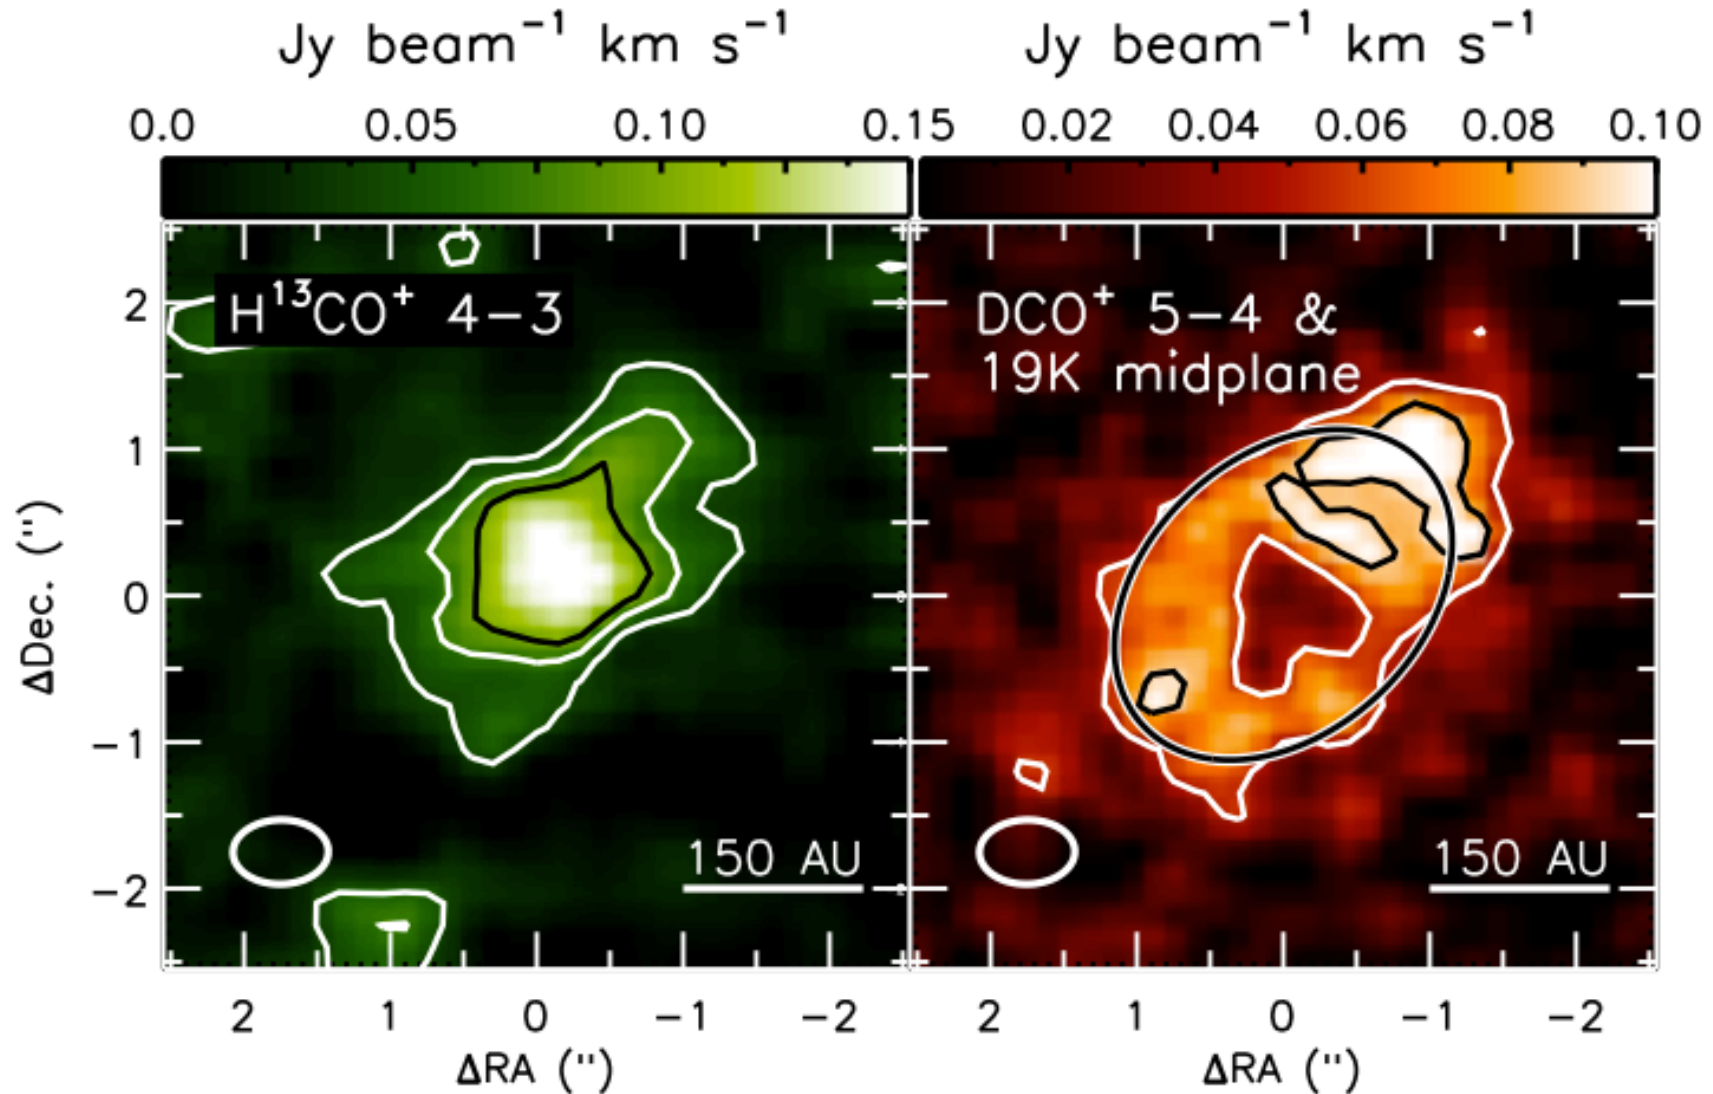 Jy beam⁻¹ km s⁻¹ Jy beam⁻¹ km s⁻¹
0.0 0.05 0.10 0.15 0.02 0.04 0.06 0.08 0.10
H¹³CO⁺ 4−3
DCO⁺ 5−4 &
19K midplane
2
1
0
−1
−2
ΔDec. ('')
150 AU 150 AU
2 1 0 −1 −2 2 1 0 −1 −2
ΔRA ('') ΔRA ('')